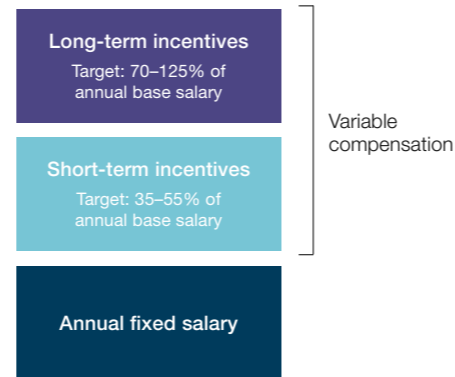 Long-term incentives
Target: 70–125% of
annual base salary
Variable
compensation
Short-term incentives
Target: 35–55% of
annual base salary
Annual fixed salary